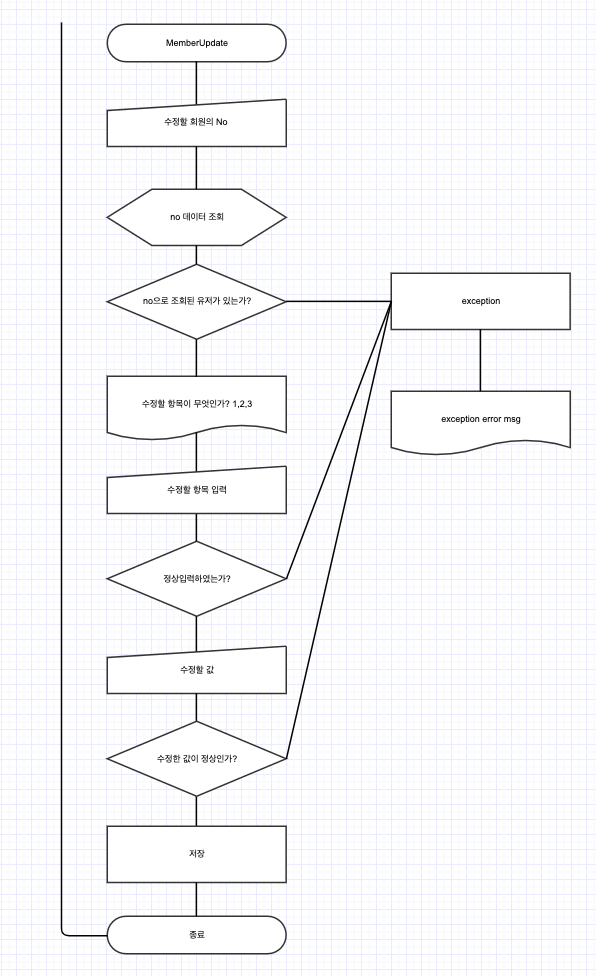 MemberUpdate
수정할 회원의 No
no 데이터 조회
no으로 조회된 유저가 있는가?
exception
수정할 항목이 무엇인가? 1,2,3
exception error msg
수정할 항목 입력
정상입력하였는가?
수정할 값
수정한 값이 정상인가?
저장
종료